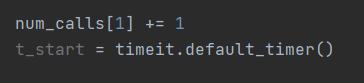 num_calls[1] += 1
t_start = timeit.default_timer()